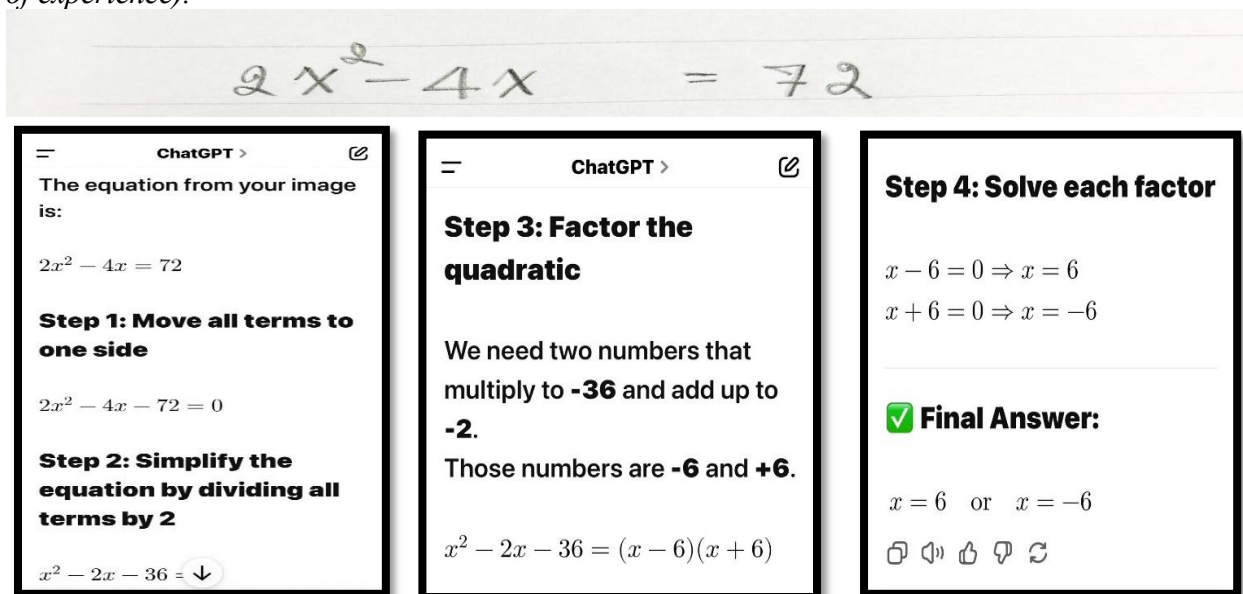 of experience).
2x² − 4x = 72
ChatGPT >
The equation from your image
is:
2x² − 4x = 72
Step 1: Move all terms to
one side
2x² − 4x − 72 = 0
Step 2: Simplify the
equation by dividing all
terms by 2
x² − 2x − 36 =
ChatGPT >
Step 3: Factor the
quadratic
We need two numbers that
multiply to -36 and add up to
-2.
Those numbers are -6 and +6.
x² − 2x − 36 = (x − 6)(x + 6)
Step 4: Solve each factor
x − 6 = 0 ⇒ x = 6
x + 6 = 0 ⇒ x = −6
✅ Final Answer:
x = 6 or x = −6